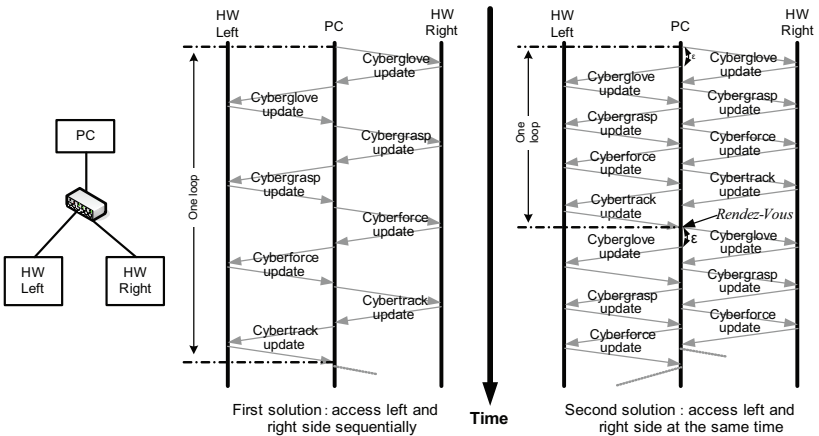 PC
HW
Left
HW
Right
HW
Left
PC
HW
Right
One loop
Cyberglove
update
Cyberglove
update
Cybergrasp
update
Cybergrasp
update
Cyberforce
update
Cyberforce
update
Cybertrack
update
Cybertrack
update
First solution : access left and
right side sequentially
Time
HW
Left
PC
HW
Right
One
loop
ε
Cyberglove
update
Cyberglove
update
Cybergrasp
update
Cybergrasp
update
Cyberforce
update
Cyberforce
update
Cybertrack
update
Cybertrack
update
Rendez-Vous
ε
Cyberglove
update
Cyberglove
update
Cybergrasp
update
Cybergrasp
update
Cyberforce
update
Cyberforce
update
Second solution : access left and
right side at the same time